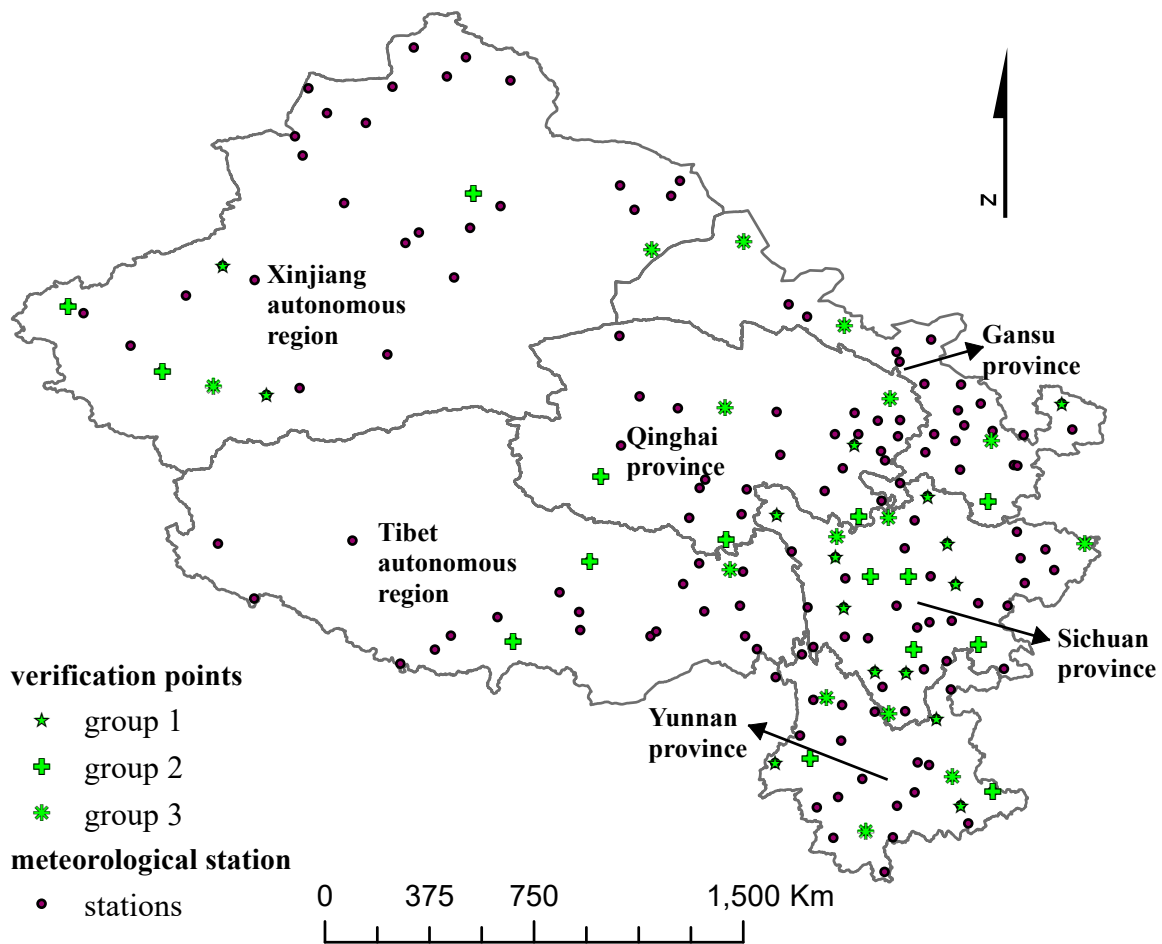 N
Xinjiang
autonomous
region
Gansu
province
Qinghai
province
Tibet
autonomous
region
Sichuan
province
Yunnan
province
verification points
group 1
group 2
group 3
meteorological station
stations
0 375 750 1,500 Km